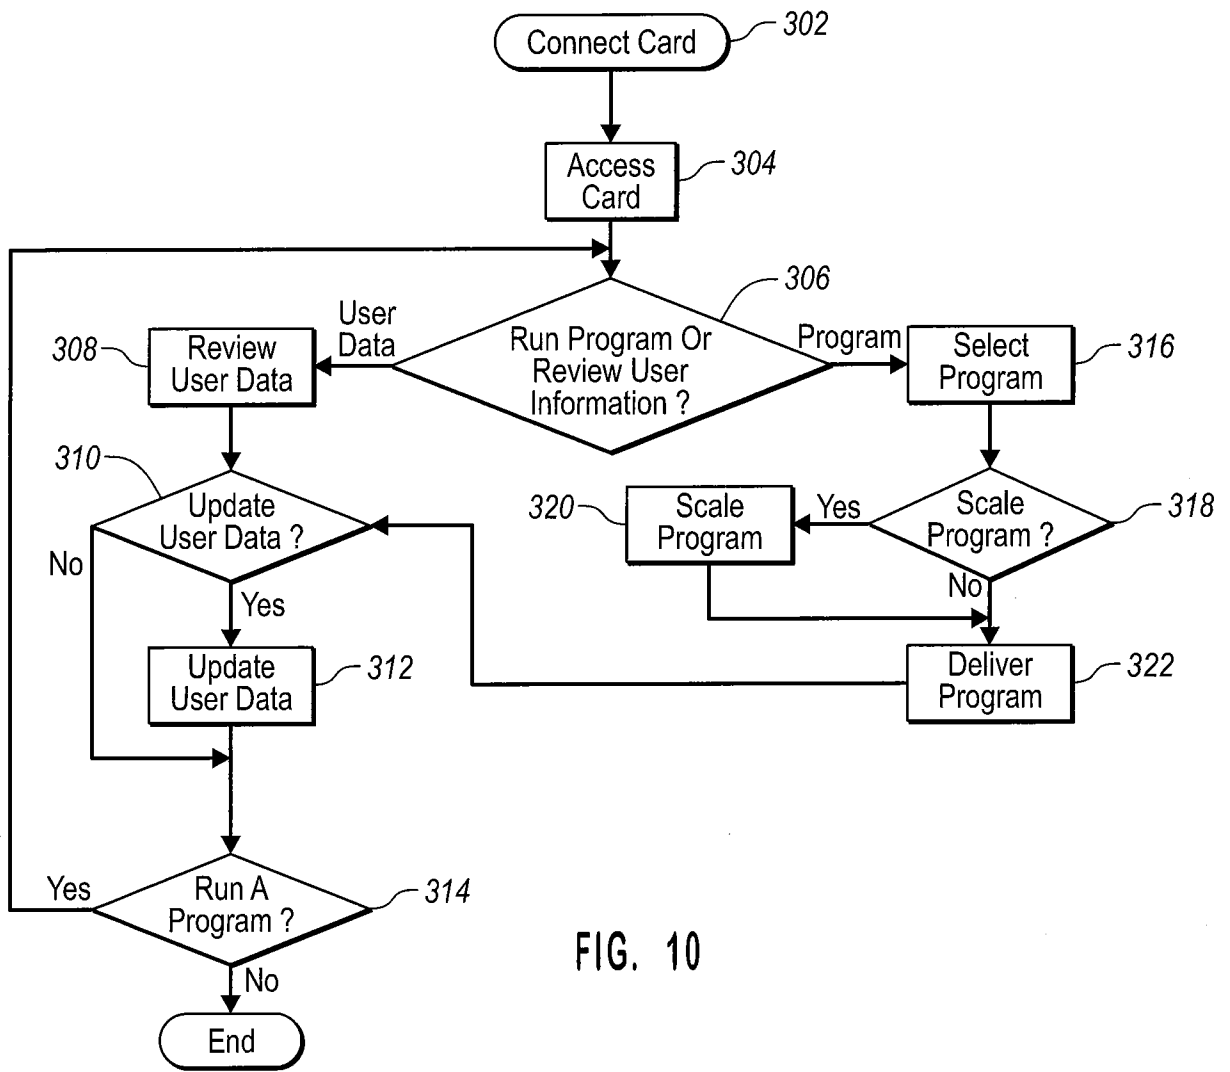 Connect Card
302
Access
Card
304
306
Run Program Or
Review User
Information ?
User
Data
Program
308
Review
User Data
Select
Program
316
310
Update
User Data ?
320
Scale
Program
Yes
Scale
Program ?
318
No
Yes
No
Update
User Data
312
Deliver
Program
322
Yes
Run A
Program ?
314
No
End
FIG. 10